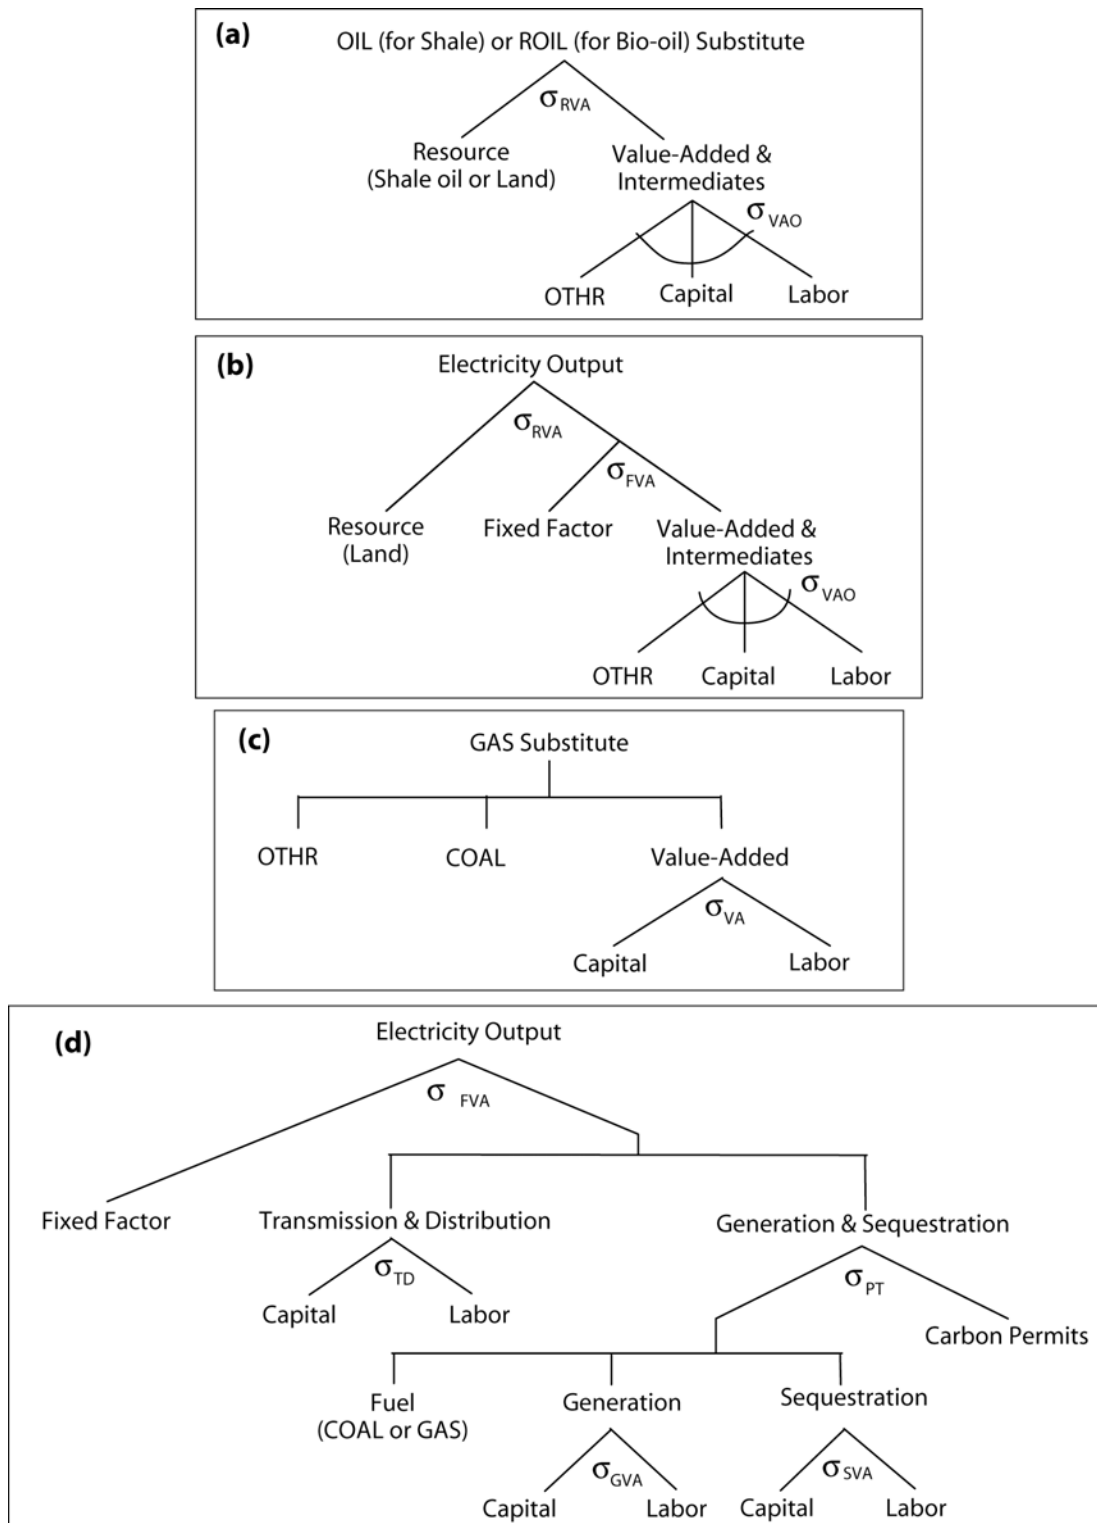 (a)
OIL (for Shale) or ROIL (for Bio-oil) Substitute
σRVA
Resource
(Shale oil or Land)
Value-Added &
Intermediates
σVAO
OTHR
Capital
Labor
(b)
Electricity Output
σRVA
σFVA
Resource
(Land)
Fixed Factor
Value-Added &
Intermediates
σVAO
OTHR
Capital
Labor
(c)
GAS Substitute
OTHR
COAL
Value-Added
σVA
Capital
Labor
(d)
Electricity Output
σ FVA
Fixed Factor
Transmission & Distribution
Generation & Sequestration
σTD
σPT
Capital
Labor
Carbon Permits
Fuel
(COAL or GAS)
Generation
Sequestration
σGVA
σSVA
Capital
Labor
Capital
Labor